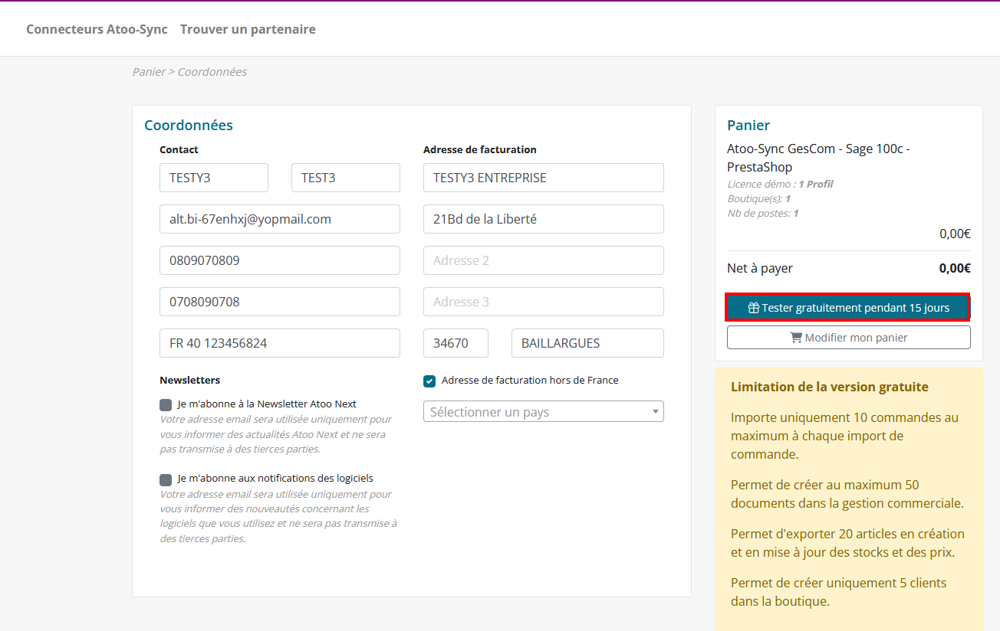 Connecteurs Atoo-Sync Trouver un partenaire
Panier > Coordonnées
Coordonnées
Contact
TESTY3 TEST3
alt.bi-67enhxj@yopmail.com
0809070809
0708090708
FR 40 123456824
Newsletters
Je m'abonne à la Newsletter Atoo Next
Votre adresse email sera utilisée uniquement pour
vous informer des actualités Atoo Next et ne sera
pas transmise à des tierces parties.
Je m'abonne aux notifications des logiciels
Votre adresse email sera utilisée uniquement pour
vous informer des nouveautés concernant les
logiciels que vous utilisez et ne sera pas transmise à
des tierces parties.
Adresse de facturation
TESTY3 ENTREPRISE
21Bd de la Liberté
Adresse 2
Adresse 3
34670 BAILLARGUES
Adresse de facturation hors de France
Sélectionner un pays
Panier
Atoo-Sync GesCom - Sage 100c -
PrestaShop
Licence démo : 1 Profil
Boutique(s): 1
Nb de postes: 1
0,00€
Net à payer 0,00€
Tester gratuitement pendant 15 jours
Modifier mon panier
Limitation de la version gratuite
Importe uniquement 10 commandes au
maximum à chaque import de
commande.
Permet de créer au maximum 50
documents dans la gestion commerciale.
Permet d'exporter 20 articles en création
et en mise à jour des stocks et des prix.
Permet de créer uniquement 5 clients
dans la boutique.